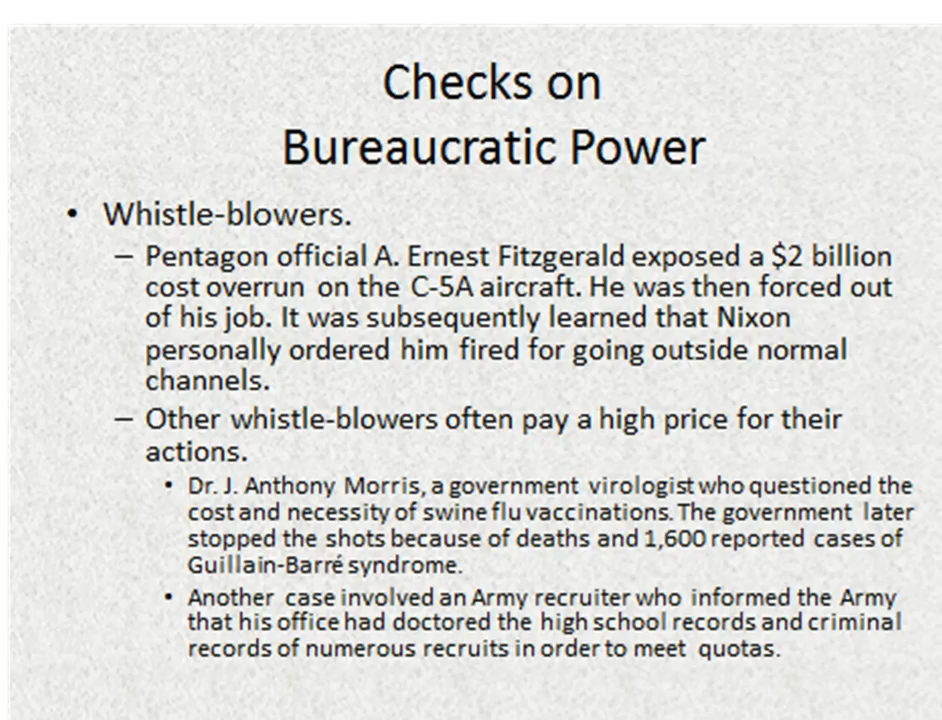 Checks on
Bureaucratic Power
• Whistle-blowers.
– Pentagon official A. Ernest Fitzgerald exposed a $2 billion
cost overrun on the C-5A aircraft. He was then forced out
of his job. It was subsequently learned that Nixon
personally ordered him fired for going outside normal
channels.
– Other whistle-blowers often pay a high price for their
actions.
• Dr. J. Anthony Morris, a government virologist who questioned the
cost and necessity of swine flu vaccinations. The government later
stopped the shots because of deaths and 1,600 reported cases of
Guillain-Barré syndrome.
• Another case involved an Army recruiter who informed the Army
that his office had doctored the high school records and criminal
records of numerous recruits in order to meet quotas.